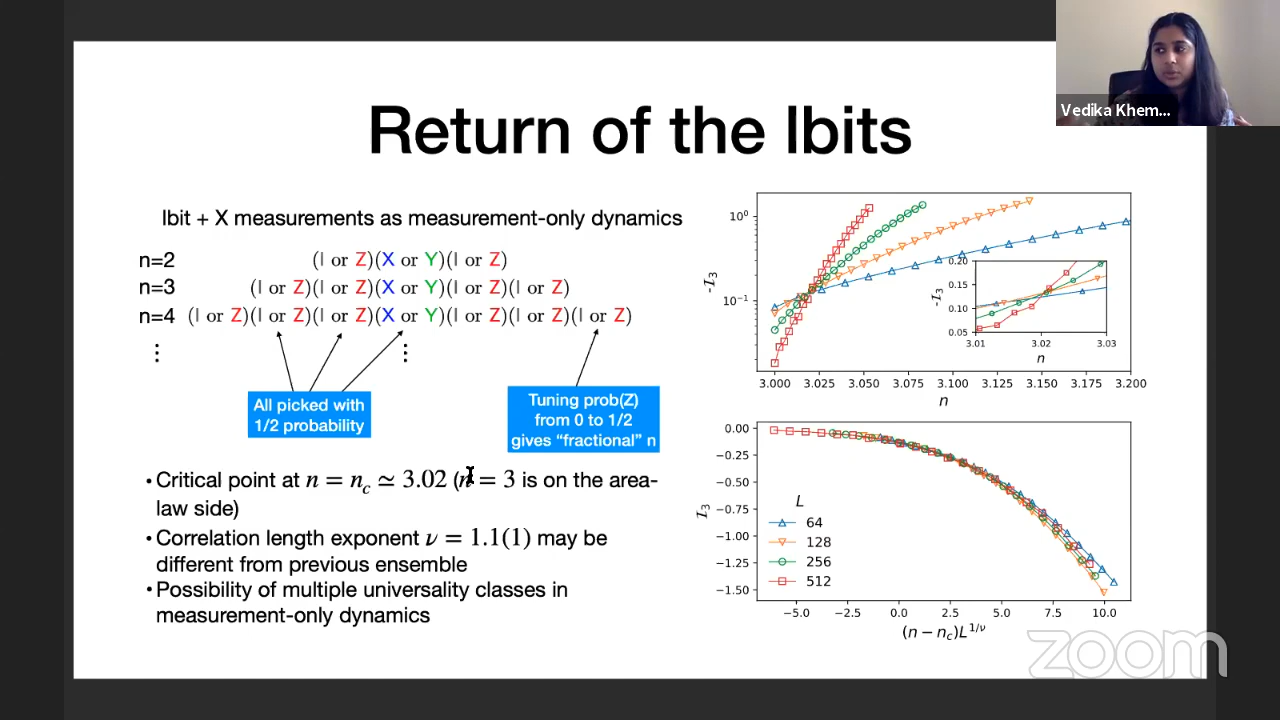 Vedika Khem...
Return of the lbits
lbit + X measurements as measurement-only dynamics
n=2 (I or Z)(X or Y)(I or Z)
n=3 (I or Z)(I or Z)(X or Y)(I or Z)(I or Z)
n=4 (I or Z)(I or Z)(I or Z)(X or Y)(I or Z)(I or Z)(I or Z)
⋮ ⋮
All picked with
1/2 probability
Tuning prob(Z)
from 0 to 1/2
gives “fractional” n
• Critical point at n = n_c ≃ 3.02 (n = 3 is on the area-
law side)
• Correlation length exponent ν = 1.1(1) may be
different from previous ensemble
• Possibility of multiple universality classes in
measurement-only dynamics
10⁰
10⁻¹
-I₃
3.000 3.025 3.050 3.075 3.100 3.125 3.150 3.175 3.200
n
0.20
0.15
0.10
0.05
-I₃
3.01 3.02 3.03
n
0.00
-0.25
-0.50
-0.75
-1.00
-1.25
-1.50
I₃
L
64
128
256
512
−5.0 −2.5 0.0 2.5 5.0 7.5 10.0
(n − n_c)L^{1/ν}
zoom